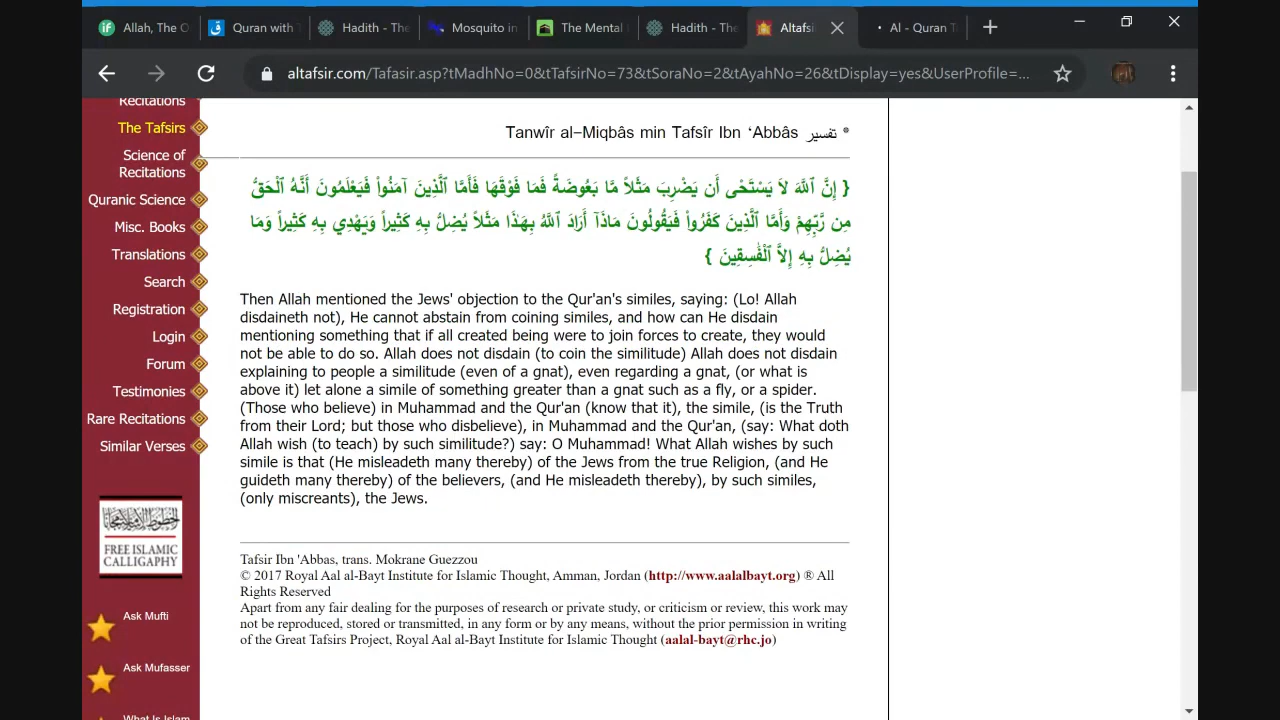 Allah, The O
Quran with T
Hadith - The
Mosquito in
The Mental
Hadith - The
Altafsi
Al - Quran T
altafsir.com/Tafasir.asp?tMadhNo=0&tTafsirNo=73&tSoraNo=2&tAyahNo=26&tDisplay=yes&UserProfile=...
Recitations
The Tafsirs
Science of
Recitations
Quranic Science
Misc. Books
Translations
Search
Registration
Login
Forum
Testimonies
Rare Recitations
Similar Verses
FREE ISLAMIC
CALLIGAPHY
Ask Mufti
Ask Mufasser
What Is Islam
* تفسير Tanwîr al-Miqbâs min Tafsîr Ibn ‘Abbâs
{ إِنَّ ٱللَّهَ لاَ يَسْتَحْى أَن يَضْرِبَ مَثَلاً مَّا بَعُوضَةً فَمَا فَوْقَهَا فَأَمَّا ٱلَّذِينَ آمَنُواْ فَيَعْلَمُونَ أَنَّهُ ٱلْحَقُّ
مِن رَّبِّهِمْ وَأَمَّا ٱلَّذِينَ كَفَرُواْ فَيَقُولُونَ مَاذَآ أَرَادَ ٱللَّهُ بِهَذَا مَثَلاً يُضِلُّ بِهِ كَثِيراً وَيَهْدِي بِهِ كَثِيراً وَمَا
يُضِلُّ بِهِ إِلاَّ ٱلْفَٰسِقِينَ }
Then Allah mentioned the Jews' objection to the Qur'an's similes, saying: (Lo! Allah
disdaineth not), He cannot abstain from coining similes, and how can He disdain
mentioning something that if all created being were to join forces to create, they would
not be able to do so. Allah does not disdain (to coin the similitude) Allah does not disdain
explaining to people a similitude (even of a gnat), even regarding a gnat, (or what is
above it) let alone a simile of something greater than a gnat such as a fly, or a spider.
(Those who believe) in Muhammad and the Qur'an (know that it), the simile, (is the Truth
from their Lord; but those who disbelieve), in Muhammad and the Qur'an, (say: What doth
Allah wish (to teach) by such similitude?) say: O Muhammad! What Allah wishes by such
simile is that (He misleadeth many thereby) of the Jews from the true Religion, (and He
guideth many thereby) of the believers, (and He misleadeth thereby), by such similes,
(only miscreants), the Jews.
Tafsir Ibn 'Abbas, trans. Mokrane Guezzou
© 2017 Royal Aal al-Bayt Institute for Islamic Thought, Amman, Jordan (http://www.aalalbayt.org) ® All
Rights Reserved
Apart from any fair dealing for the purposes of research or private study, or criticism or review, this work may
not be reproduced, stored or transmitted, in any form or by any means, without the prior permission in writing
of the Great Tafsirs Project, Royal Aal al-Bayt Institute for Islamic Thought (aalal-bayt@rhc.jo)